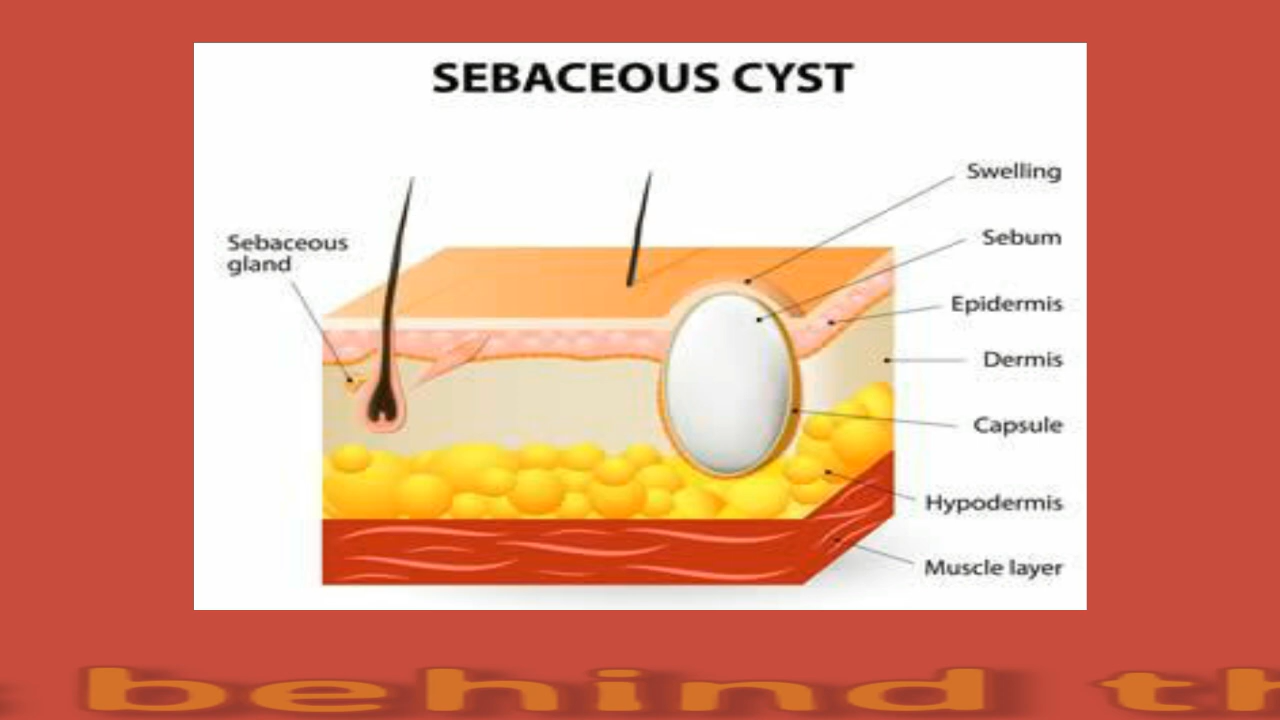 SEBACEOUS CYST
Swelling
Sebaceous
gland
Sebum
Epidermis
Dermis
Capsule
Hypodermis
Muscle layer
behind